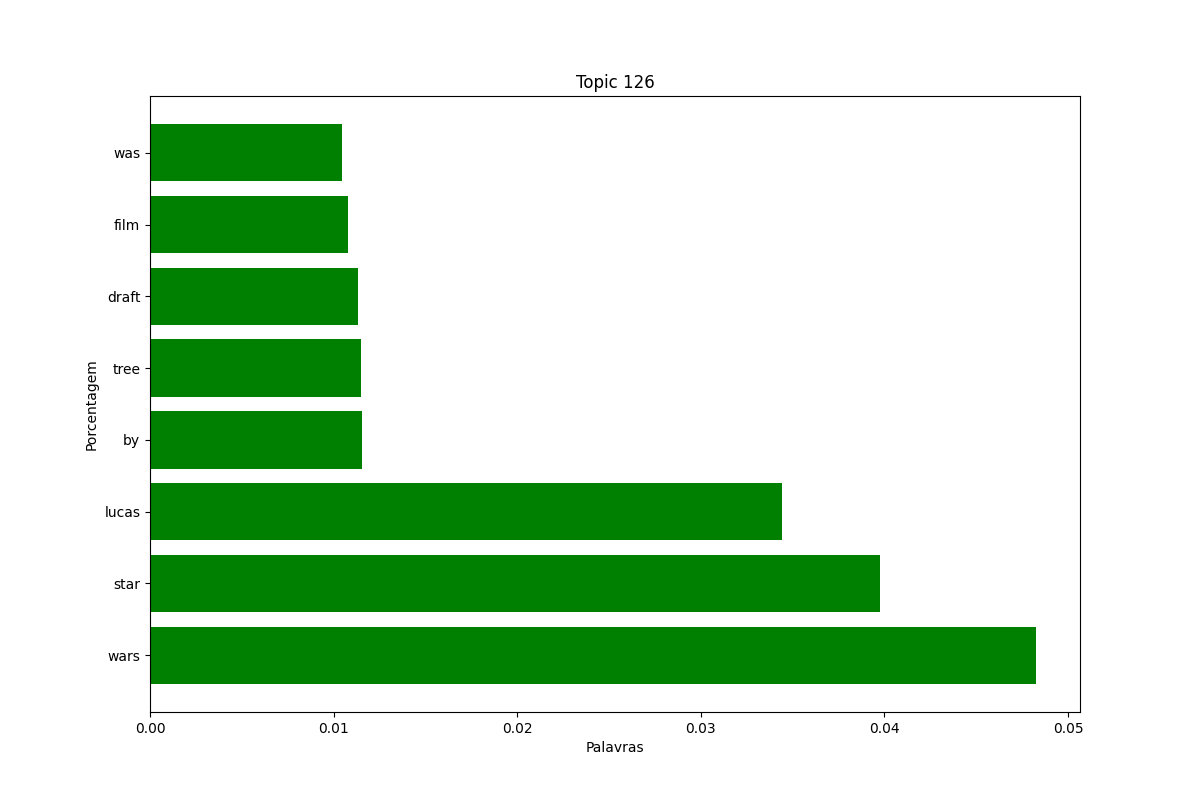 Topic 126
was
film
draft
tree
by
lucas
star
wars
Porcentagem
0.00 0.01 0.02 0.03 0.04 0.05
Palavras